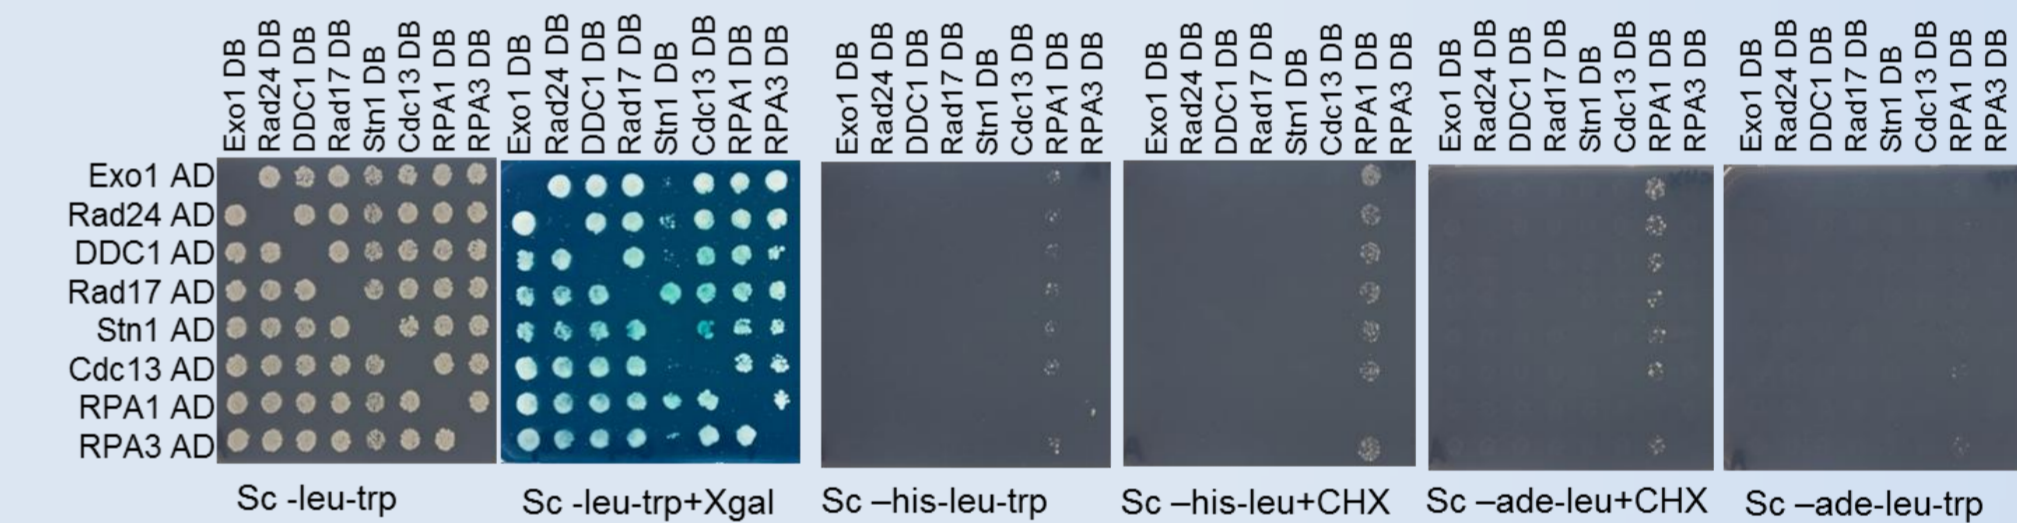 Exo1 DB Rad24 DB DDC1 DB Rad17 DB Stn1 DB Cdc13 DB RPA1 DB RPA3 DB
Exo1 DB Rad24 DB DDC1 DB Rad17 DB Stn1 DB Cdc13 DB RPA1 DB RPA3 DB
Exo1 DB Rad24 DB DDC1 DB Rad17 DB Stn1 DB Cdc13 DB RPA1 DB RPA3 DB
Exo1 DB Rad24 DB DDC1 DB Rad17 DB Stn1 DB Cdc13 DB RPA1 DB RPA3 DB
Exo1 DB Rad24 DB DDC1 DB Rad17 DB Stn1 DB Cdc13 DB RPA1 DB RPA3 DB
Exo1 DB Rad24 DB DDC1 DB Rad17 DB Stn1 DB Cdc13 DB RPA1 DB RPA3 DB
Exo1 AD
Rad24 AD
DDC1 AD
Rad17 AD
Stn1 AD
Cdc13 AD
RPA1 AD
RPA3 AD
Sc -leu-trp
Sc -leu-trp+Xgal
Sc –his-leu-trp
Sc –his-leu+CHX
Sc –ade-leu+CHX
Sc –ade-leu-trp